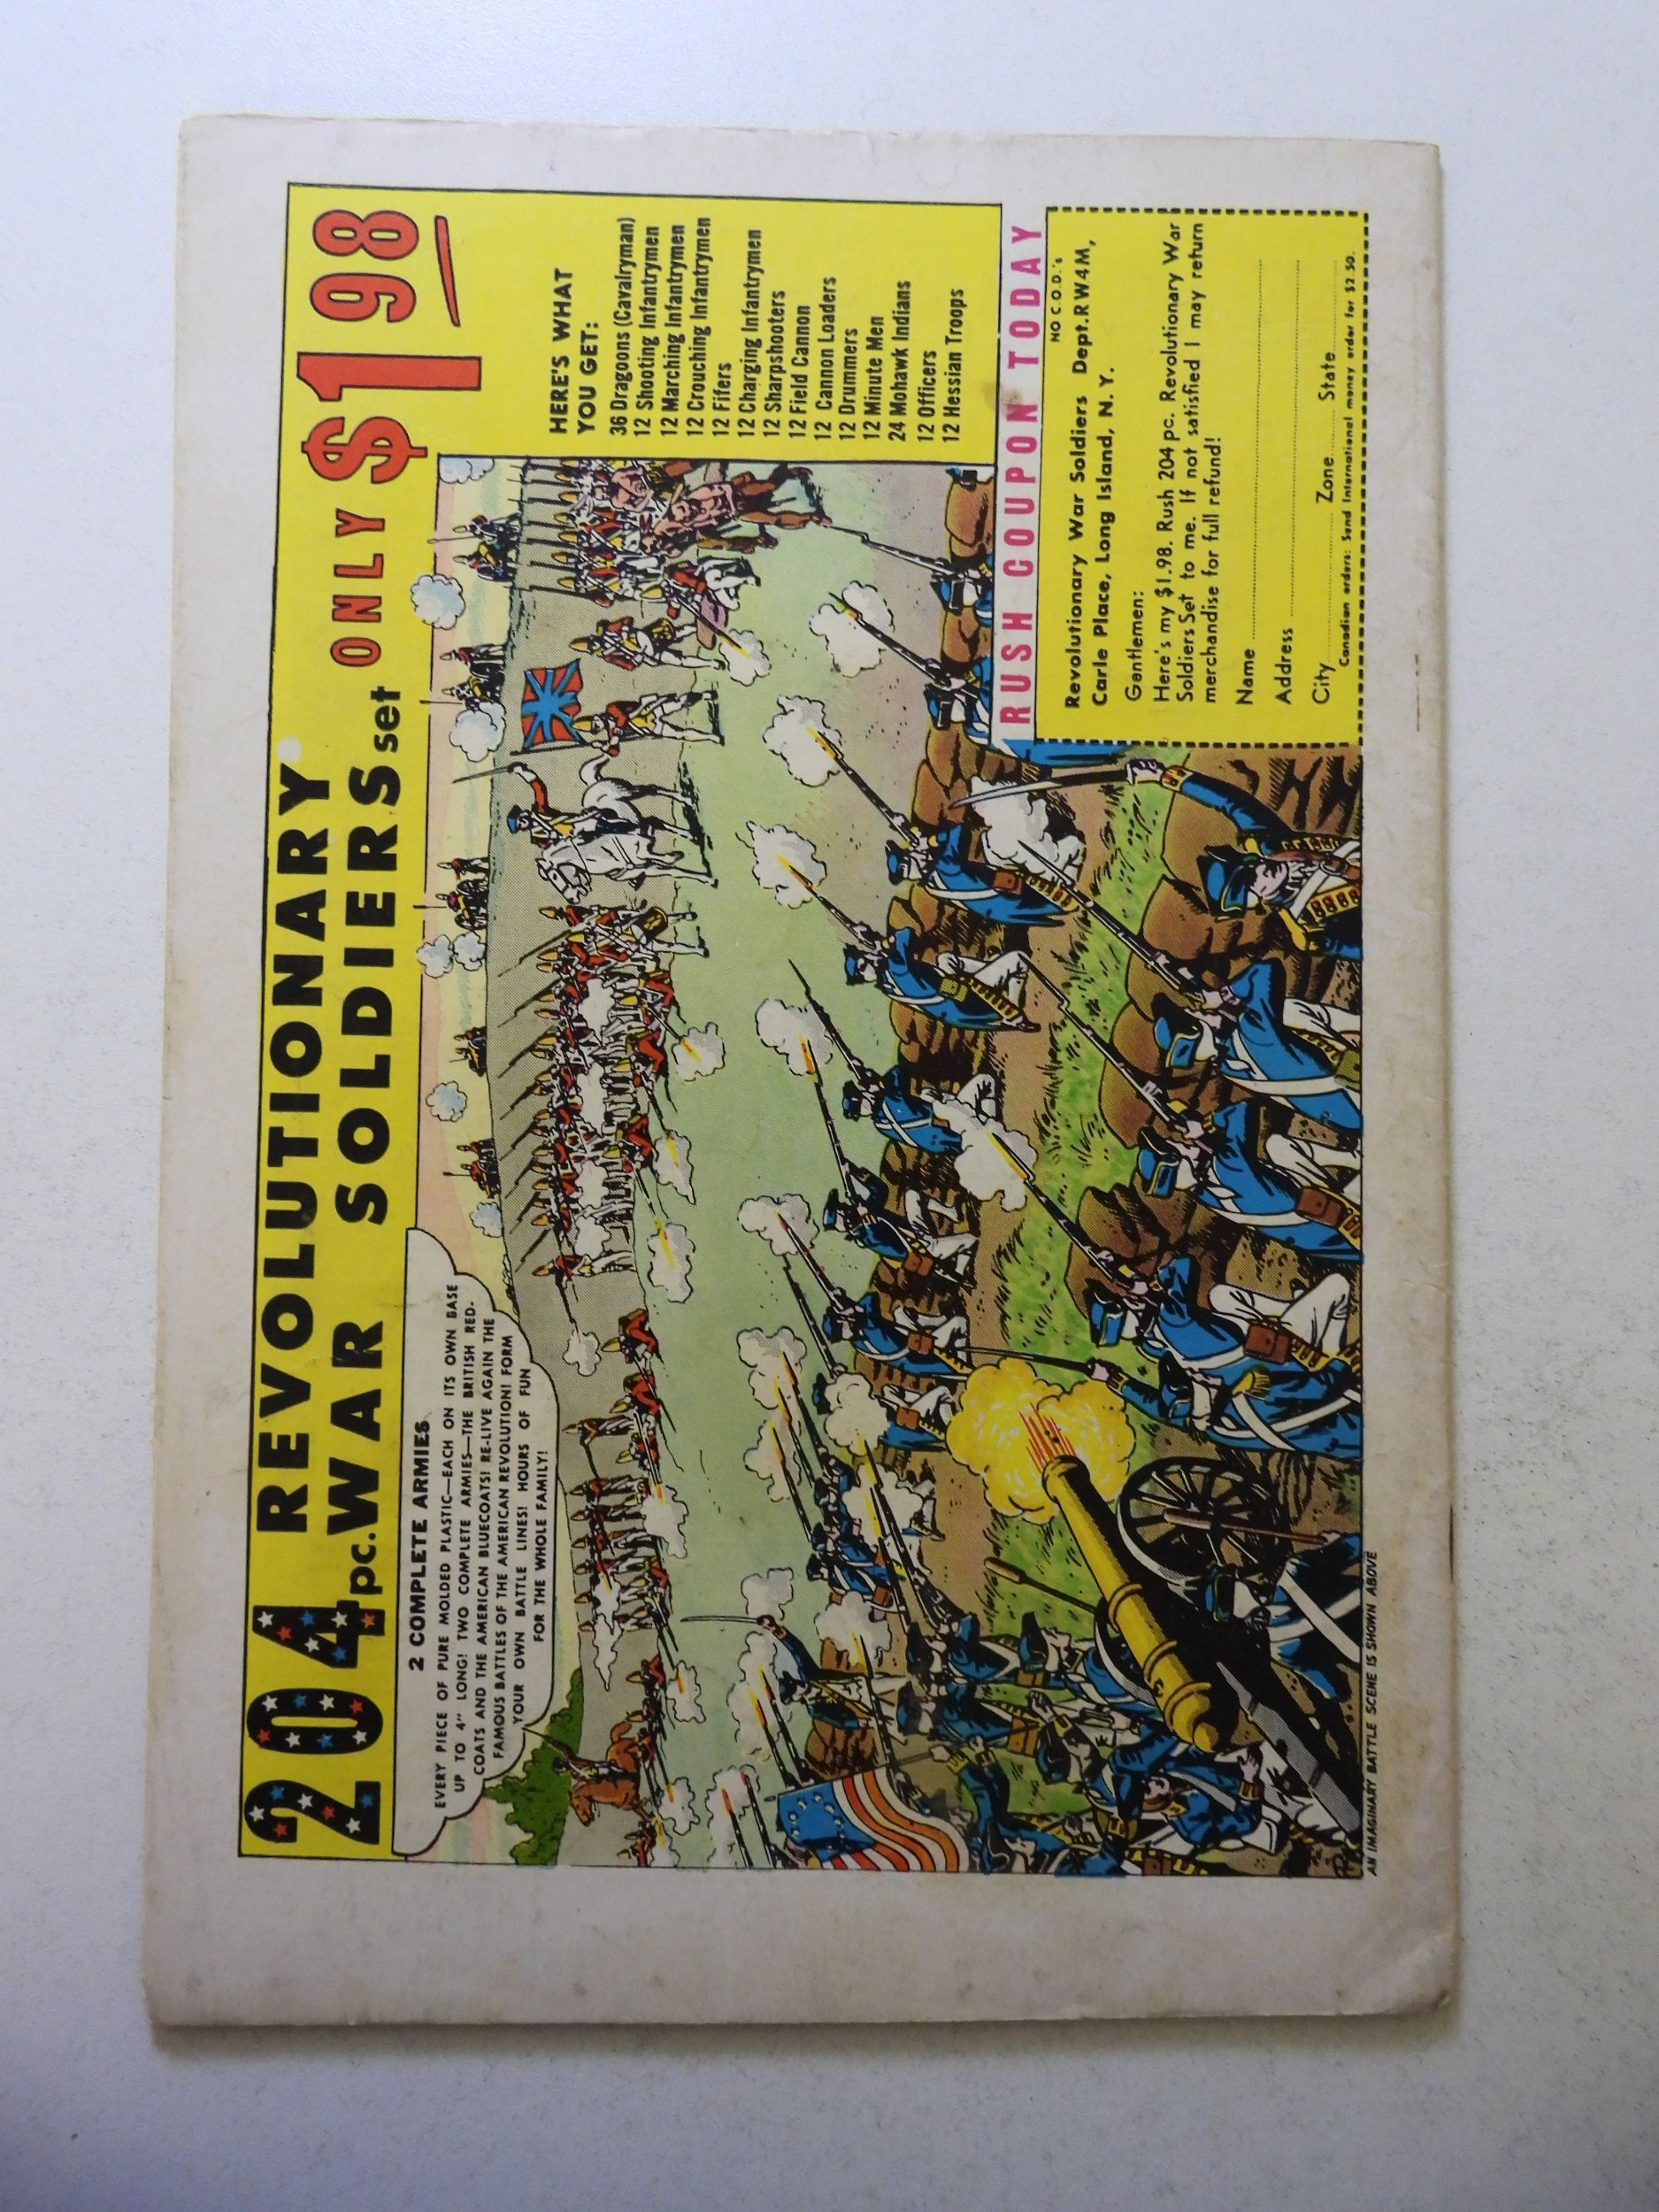 204 REVOLUTIONARY
pc. WAR SOLDIERS set ONLY $1 98
2 COMPLETE ARMIES
EVERY PIECE OF PURE MOLDED PLASTIC—EACH ON ITS OWN BASE
UP TO 4" LONG! TWO COMPLETE ARMIES—THE BRITISH RED-
COATS AND THE AMERICAN BLUECOATS! RE-LIVE AGAIN THE
FAMOUS BATTLES OF THE AMERICAN REVOLUTION! FORM
YOUR OWN BATTLE LINES! HOURS OF FUN
FOR THE WHOLE FAMILY!
HERE'S WHAT
YOU GET:
36 Dragoons (Cavalryman)
12 Shooting Infantrymen
12 Marching Infantrymen
12 Crouching Infantrymen
12 Fifers
12 Charging Infantrymen
12 Sharpshooters
12 Field Cannon
12 Cannon Loaders
12 Drummers
12 Minute Men
24 Mohawk Indians
12 Officers
12 Hessian Troops
RUSH COUPON TODAY
NO C.O.D.'s
Revolutionary War Soldiers Dept.RW4M,
Carle Place, Long Island, N.Y.
Gentlemen:
Here's my $1.98. Rush 204 pc. Revolutionary War
Soldiers Set to me. If not satisfied I may return
merchandise for full refund!
Name
Address
City Zone State
Canadian orders: Send International money order for $2.50.
AN IMAGINARY BATTLE SCENE IS SHOWN ABOVE